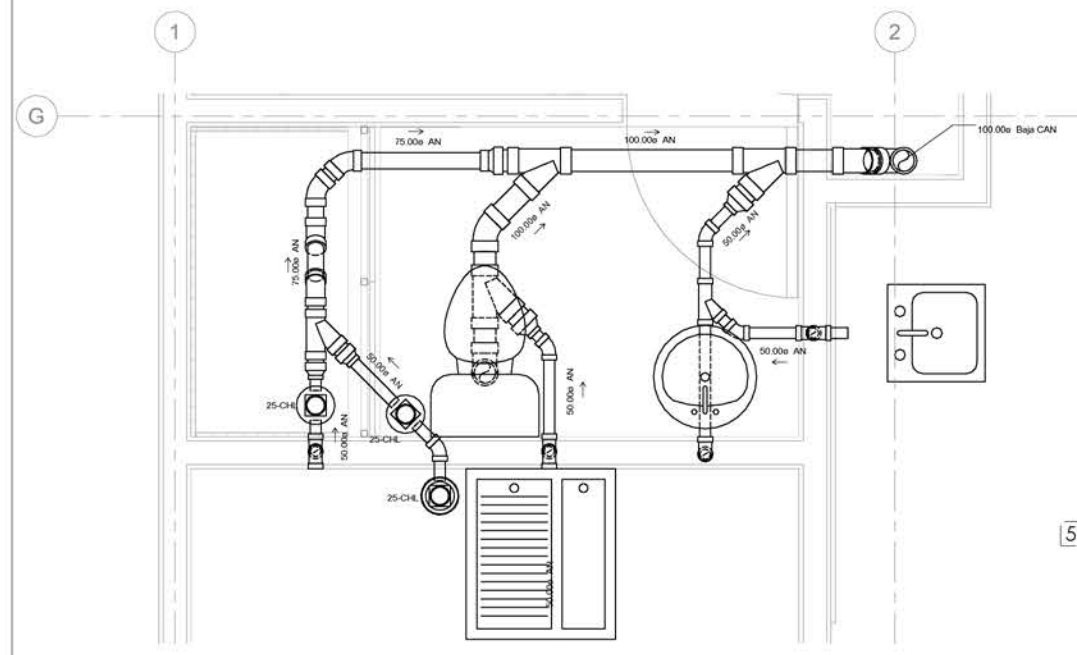 1
2
G
75.00ø AN
100.00ø AN
100.00ø Baja CAN
100.00ø AN
50.00ø AN
75.00ø AN
50.00ø AN
50.00ø AN
50.00ø AN
25-CHL
25-CHL
50.00ø AN
25-CHL
50.00ø AN
5